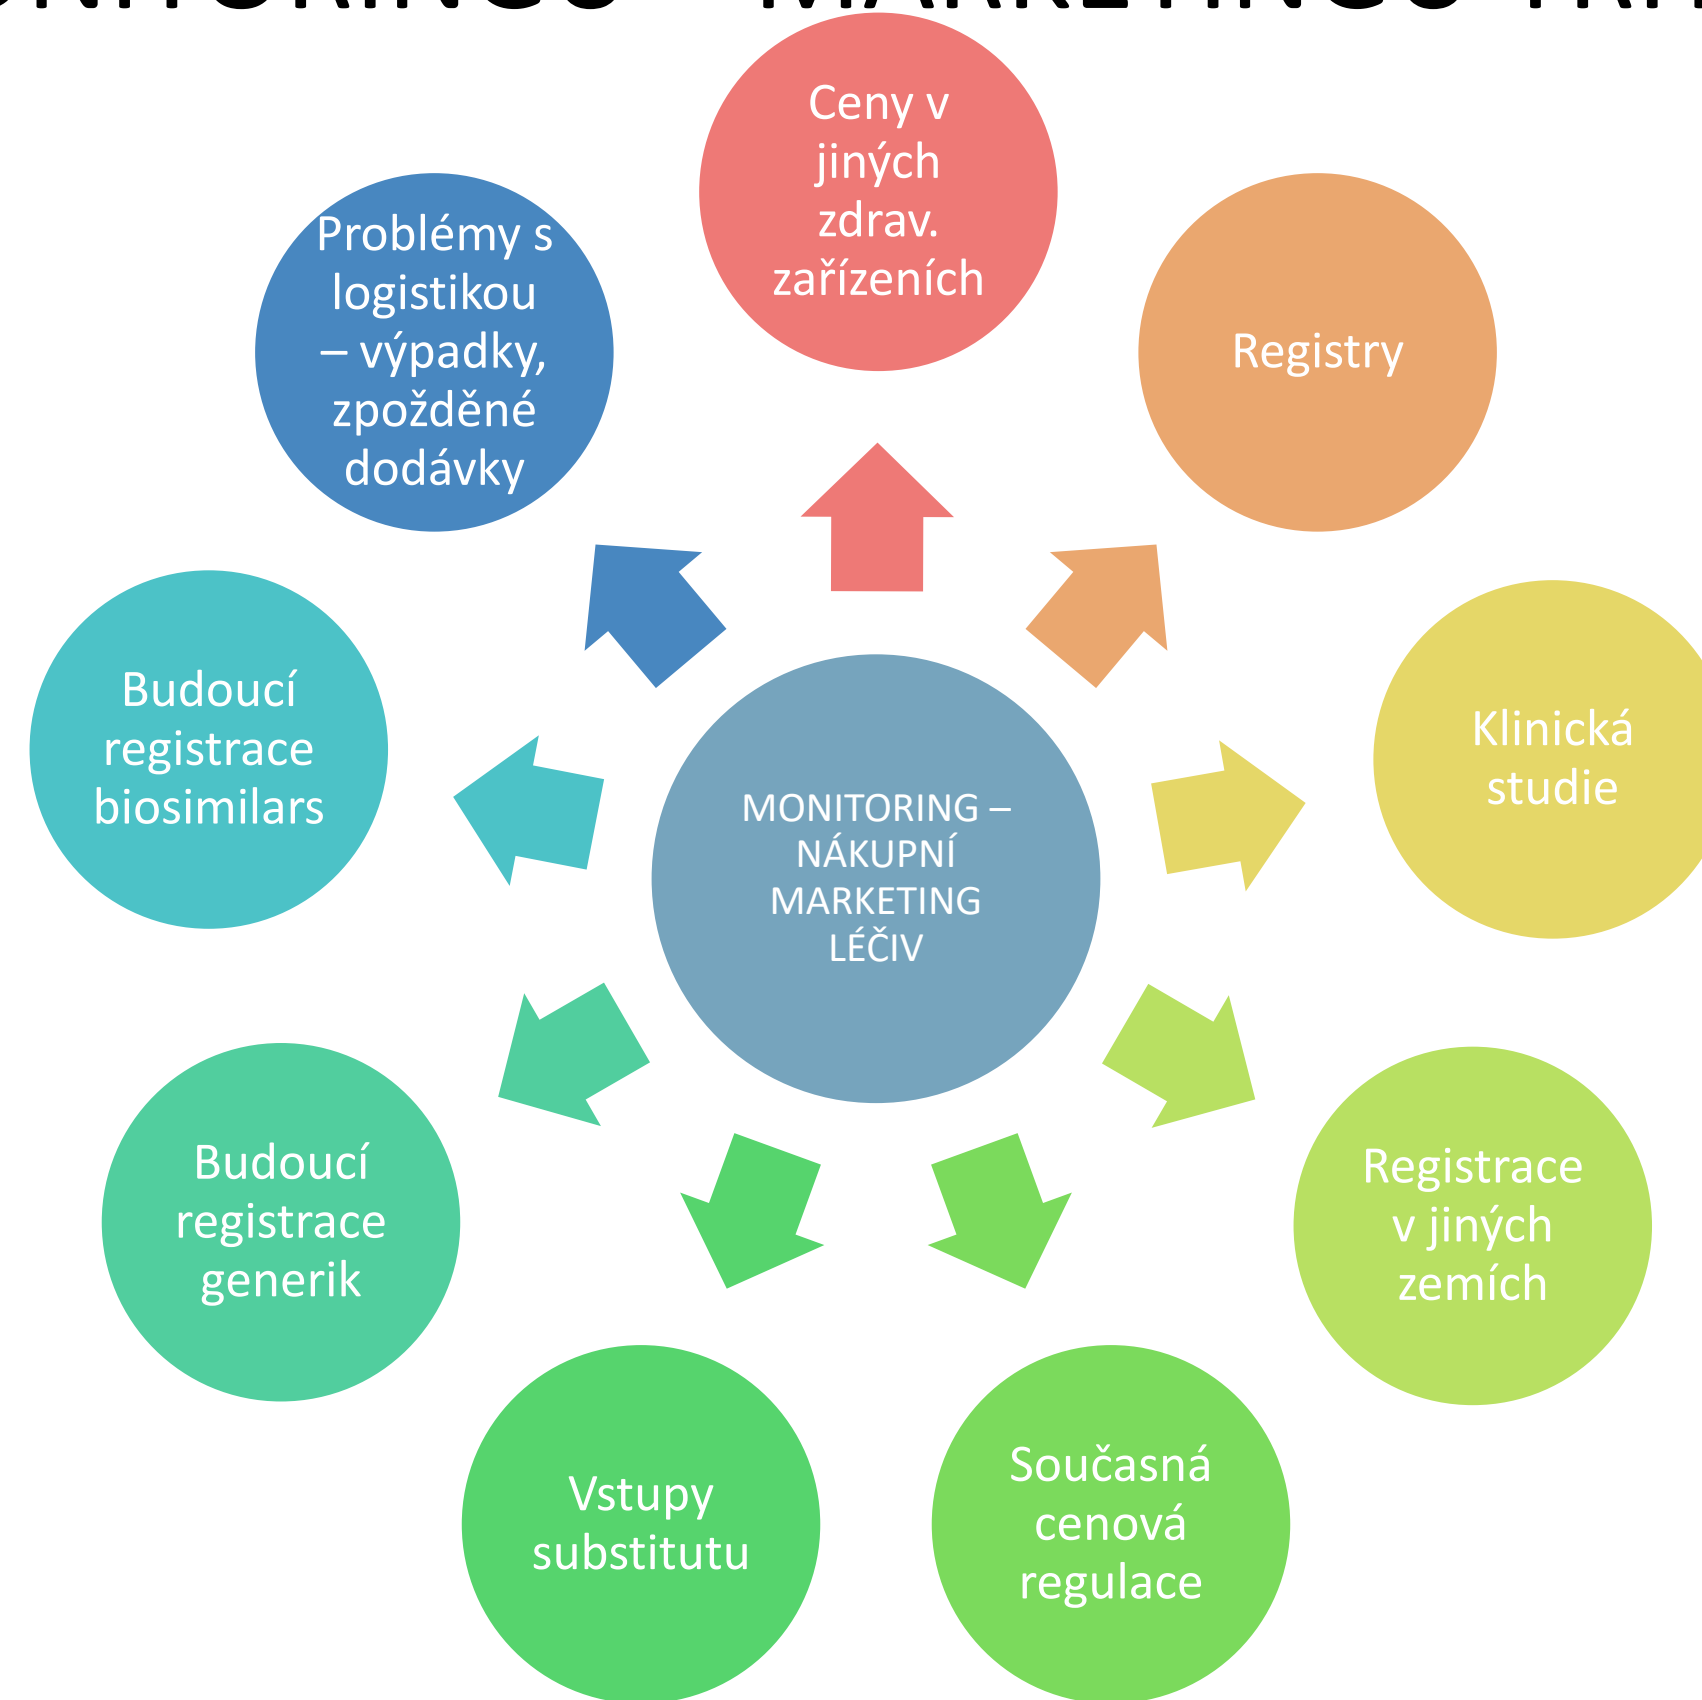 Ceny v
jiných
zdrav.
zařízeních
Registry
Klinická
studie
Registrace
v jiných
zemích
Současná
cenová
regulace
Vstupy
substitutu
Budoucí
registrace
generik
Budoucí
registrace
biosimilars
Problémy s
logistikou
– výpadky,
zpožděné
dodávky
MONITORING –
NÁKUPNÍ
MARKETING
LÉČIV